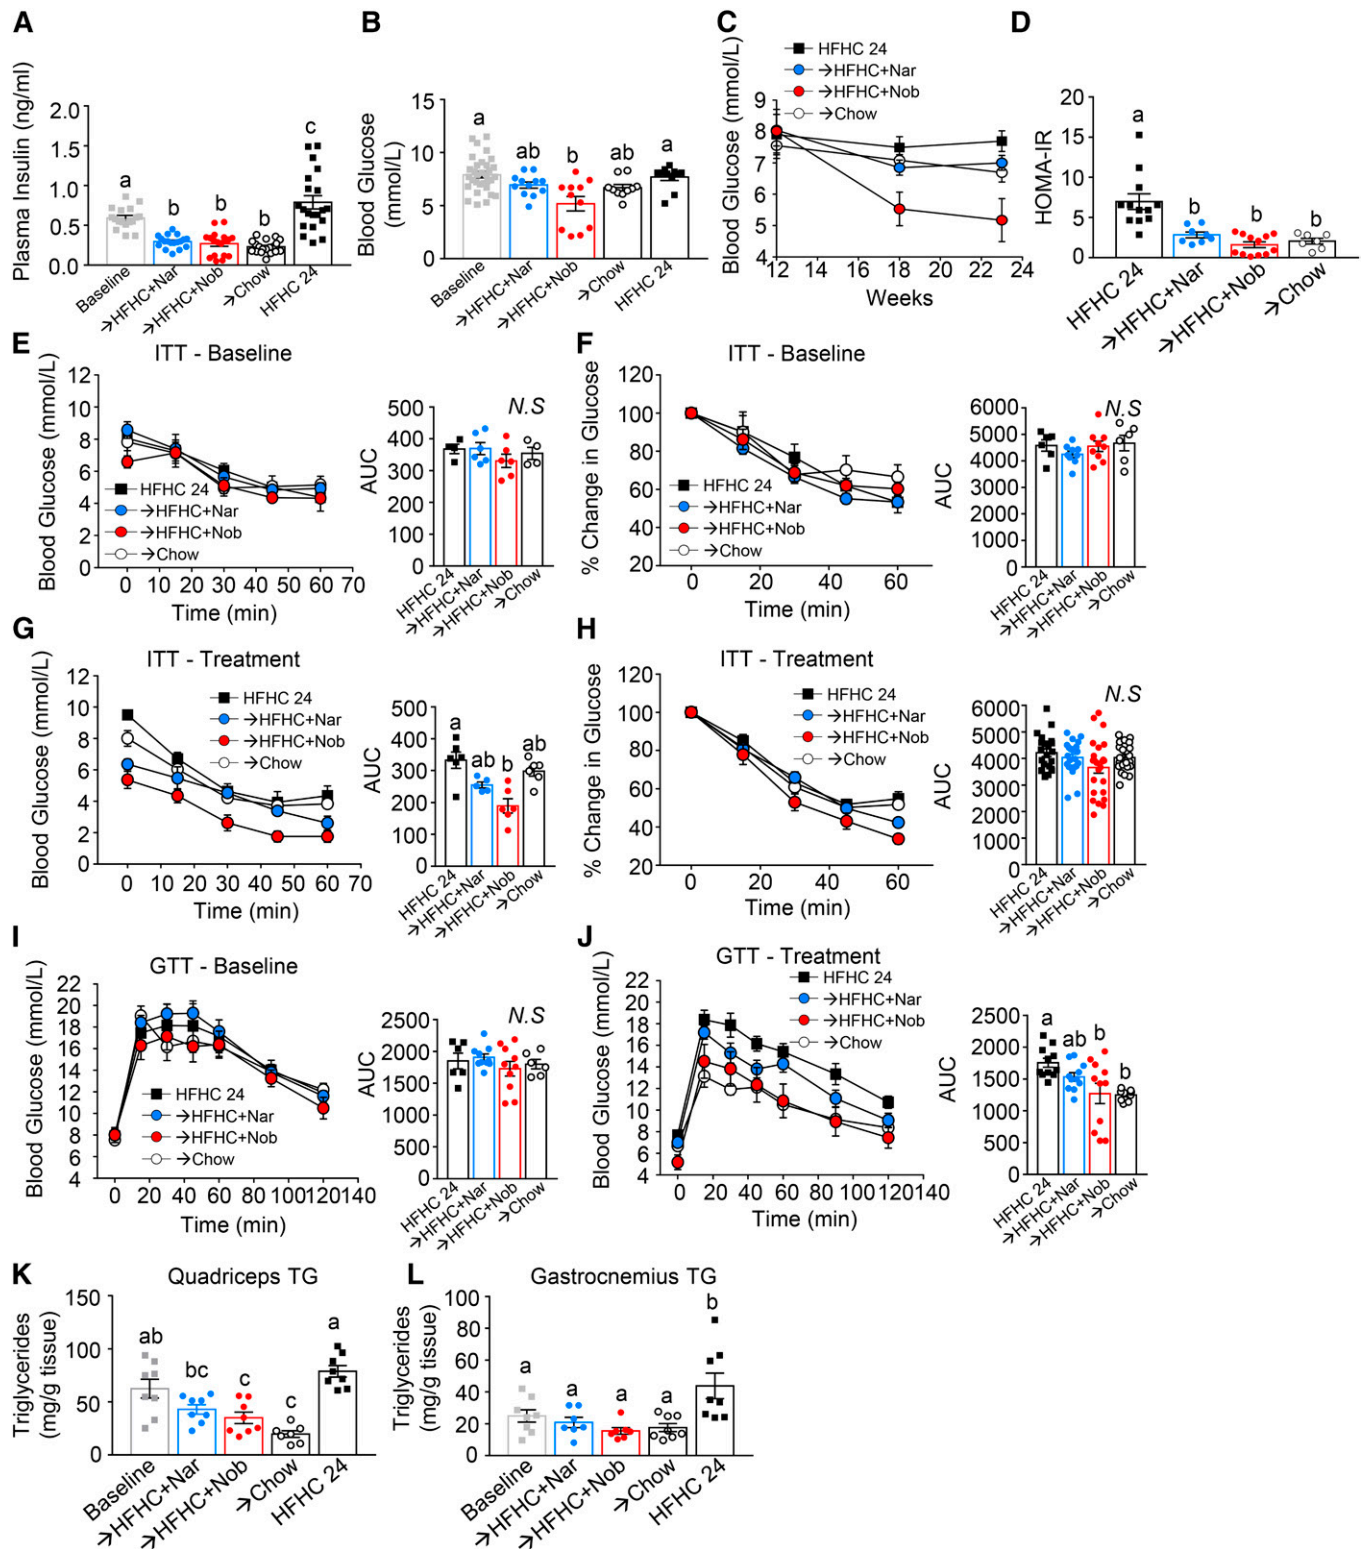 A
Plasma Insulin (ng/ml)
2.0
1.5
1.0
0.5
0.0
a
b
b
b
c
Baseline
→HFHC+Nar
→HFHC+Nob
→Chow
HFHC 24
B
Blood Glucose
(mmol/L)
15
10
5
0
a
ab
b
ab
a
Baseline
→HFHC+Nar
→HFHC+Nob
→Chow
HFHC 24
C
Blood Glucose (mmol/L)
HFHC 24
→HFHC+Nar
→HFHC+Nob
→Chow
9
8
7
6
5
4
12 14 16 18 20 22 24
Weeks
D
HOMA-IR
20
15
10
5
0
a
b
b
b
HFHC 24
→HFHC+Nar
→HFHC+Nob
→Chow
E
ITT - Baseline
Blood Glucose (mmol/L)
12
10
8
6
4
2
0
HFHC 24
→HFHC+Nar
→HFHC+Nob
→Chow
0 10 20 30 40 50 60 70
Time (min)
AUC
500
400
300
200
100
0
N.S
HFHC 24
→HFHC+Nar
→HFHC+Nob
→Chow
F
ITT - Baseline
% Change in Glucose
120
100
80
60
40
20
HFHC 24
→HFHC+Nar
→HFHC+Nob
→Chow
0 20 40 60
Time (min)
AUC
6000
5000
4000
3000
2000
1000
0
N.S
HFHC 24
→HFHC+Nar
→HFHC+Nob
→Chow
G
ITT - Treatment
Blood Glucose (mmol/L)
12
10
8
6
4
2
0
HFHC 24
→HFHC+Nar
→HFHC+Nob
→Chow
0 10 20 30 40 50 60 70
Time (min)
AUC
500
400
300
200
100
0
a
ab
b
ab
HFHC 24
→HFHC+Nar
→HFHC+Nob
→Chow
H
ITT - Treatment
% Change in Glucose
120
100
80
60
40
20
HFHC 24
→HFHC+Nar
→HFHC+Nob
→Chow
0 20 40 60
Time (min)
AUC
6000
5000
4000
3000
2000
1000
0
N.S
HFHC 24
→HFHC+Nar
→HFHC+Nob
→Chow
I
GTT - Baseline
Blood Glucose (mmol/L)
22
20
18
16
14
12
10
8
6
4
HFHC 24
→HFHC+Nar
→HFHC+Nob
→Chow
0 20 40 60 80 100 120 140
Time (min)
AUC
2500
2000
1500
1000
500
0
N.S
HFHC 24
→HFHC+Nar
→HFHC+Nob
→Chow
J
GTT - Treatment
Blood Glucose (mmol/L)
22
20
18
16
14
12
10
8
6
4
HFHC 24
→HFHC+Nar
→HFHC+Nob
→Chow
0 20 40 60 80 100 120 140
Time (min)
AUC
2500
2000
1500
1000
500
0
a
ab
b
b
HFHC 24
→HFHC+Nar
→HFHC+Nob
→Chow
K
Quadriceps TG
Triglycerides
(mg/g tissue)
150
100
50
0
ab
bc
c
c
a
Baseline
→HFHC+Nar
→HFHC+Nob
→Chow
HFHC 24
L
Gastrocnemius TG
Triglycerides
(mg/g tissue)
100
80
60
40
20
0
a
a
a
a
b
Baseline
→HFHC+Nar
→HFHC+Nob
→Chow
HFHC 24